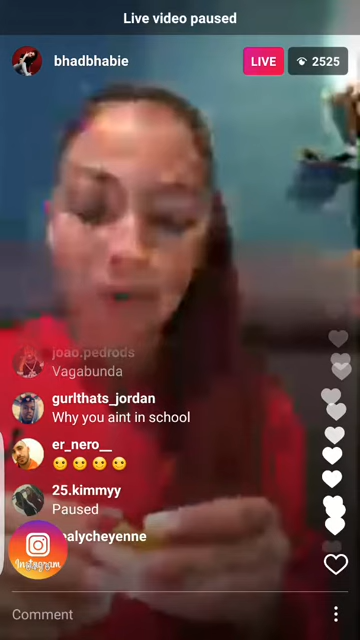 Live video paused
bhadbhabie
LIVE
2525
joao.pedrods
Vagabunda
gurlthats_jordan
Why you aint in school
er_nero__
25.kimmyy
Paused
alycheyenne
Instagram
Comment